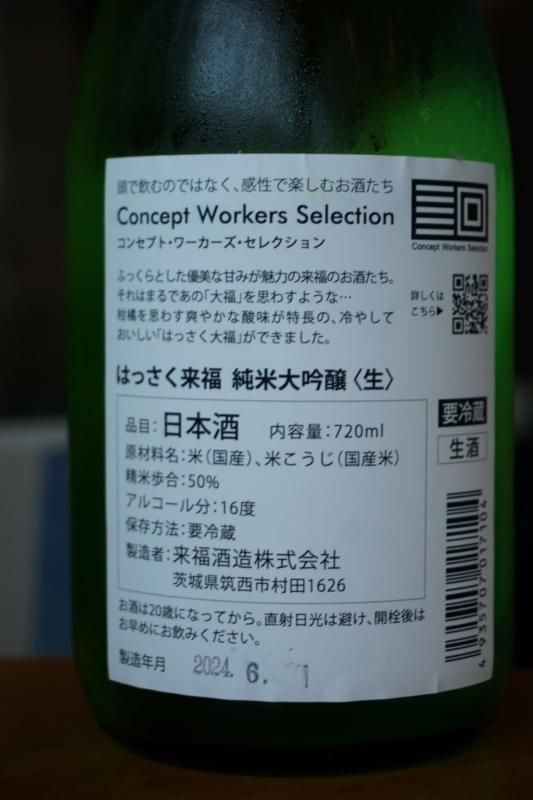 頭で飲むのではなく、感性で楽しむお酒たち
Concept Workers Selection
コンセプト・ワーカーズ・セレクション
Concept Workers Selection
ふっくらとした優美な甘みが魅力の来福のお酒たち。
それはまるであの「大福」を思わすような…
柑橘を思わす爽やかな酸味が特長の、冷やして
おいしい「はっさく大福」ができました。
詳しくは
こちら▶
はっさく来福 純米大吟醸〈生〉
要冷蔵
生酒
品目：日本酒 内容量：720ml
原材料名：米（国産）、米こうじ（国産米）
精米歩合：50%
アルコール分：16度
保存方法：要冷蔵
製造者：来福酒造株式会社
茨城県筑西市村田1626
4935707017104
お酒は20歳になってから。直射日光は避け、開栓後は
お早めにお飲みください。
製造年月 2024. 6.